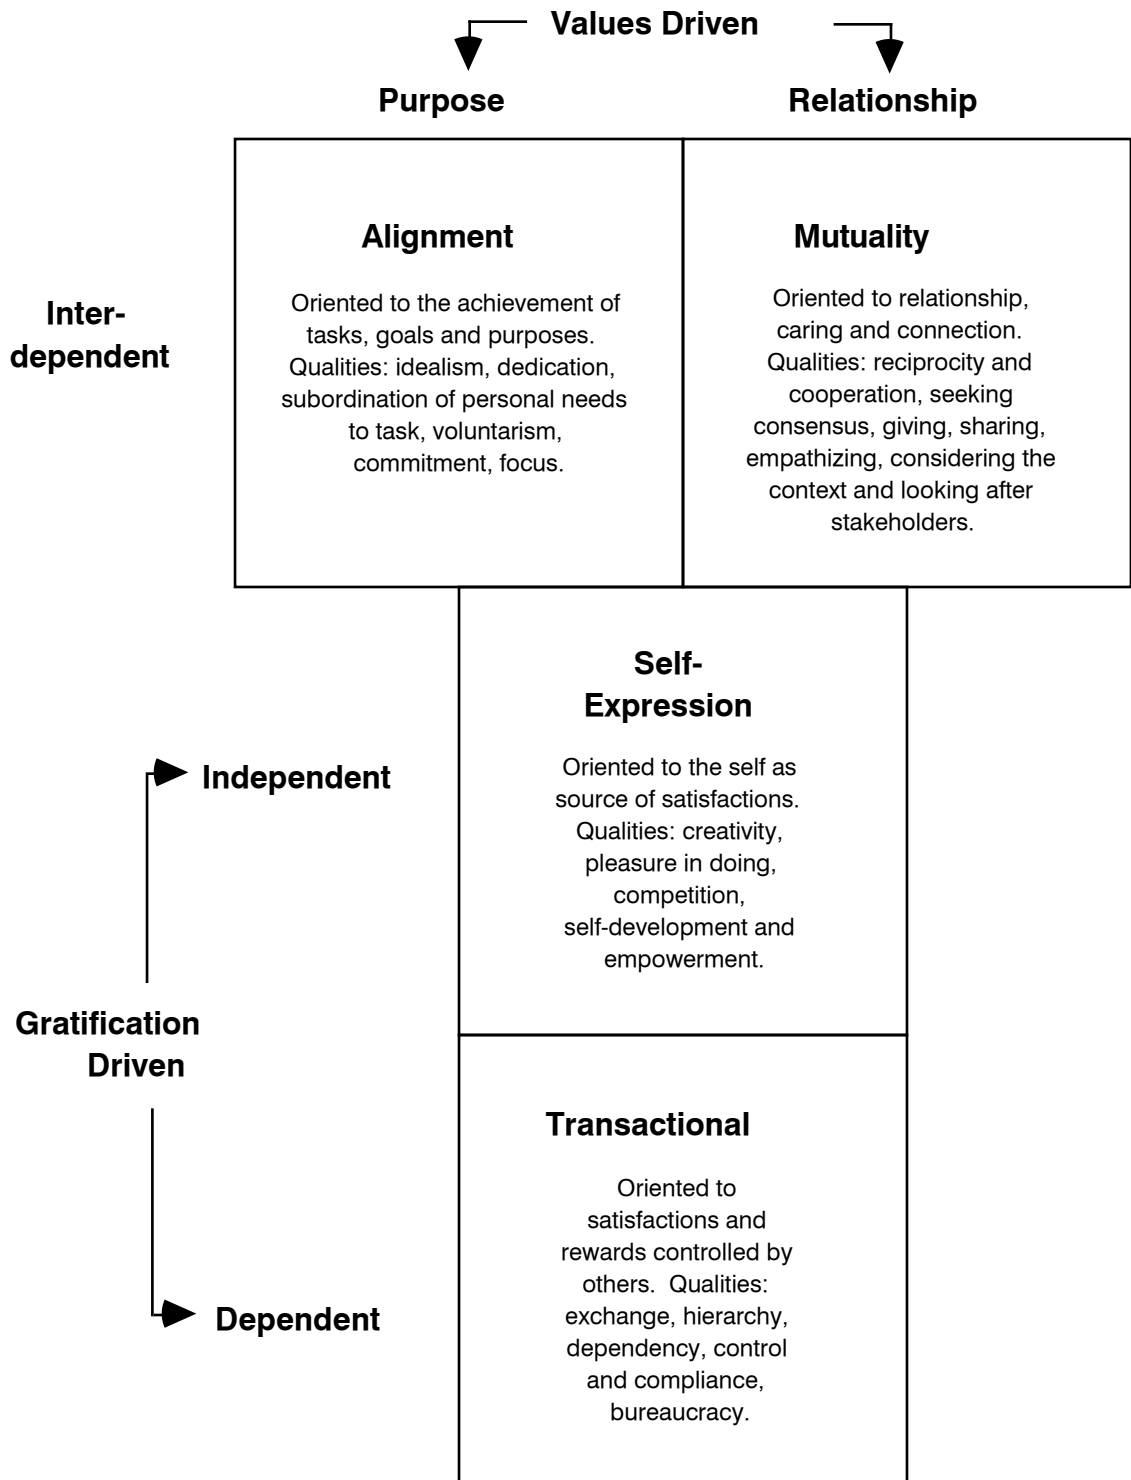 Values Driven
Purpose
Relationship
Inter-
dependent
Alignment
Oriented to the achievement of
tasks, goals and purposes.
Qualities: idealism, dedication,
subordination of personal needs
to task, voluntarism,
commitment, focus.
Mutuality
Oriented to relationship,
caring and connection.
Qualities: reciprocity and
cooperation, seeking
consensus, giving, sharing,
empathizing, considering the
context and looking after
stakeholders.
Self-
Expression
Oriented to the self as
source of satisfactions.
Qualities: creativity,
pleasure in doing,
competition,
self-development and
empowerment.
Independent
Gratification
Driven
Dependent
Transactional
Oriented to
satisfactions and
rewards controlled by
others.  Qualities:
exchange, hierarchy,
dependency, control
and compliance,
bureaucracy.